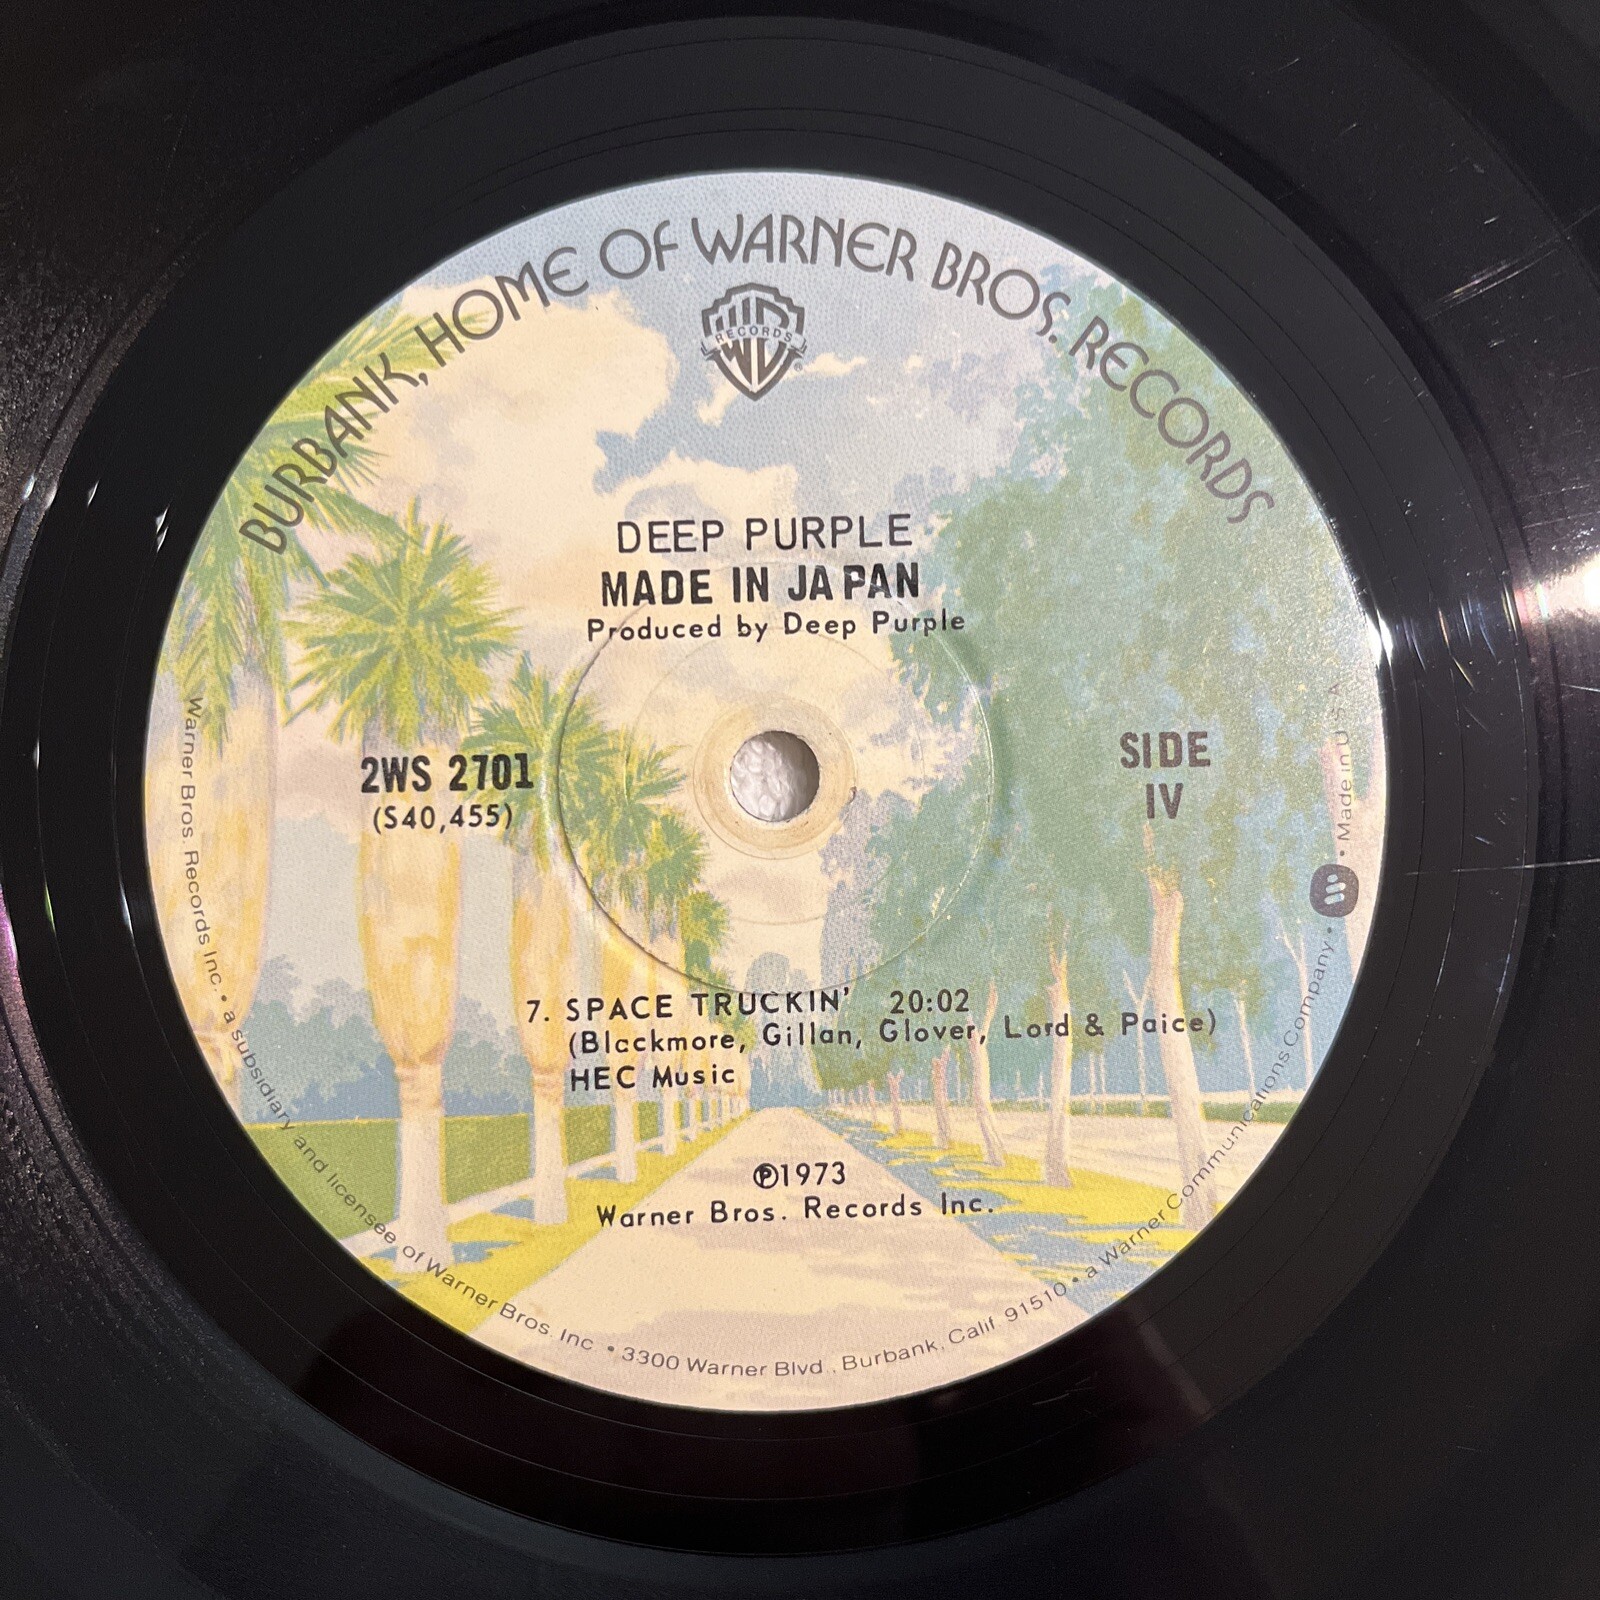 BURBANK, HOME OF WARNER BROS. RECORDS
RECORDS
DEEP PURPLE
MADE IN JAPAN
Produced by Deep Purple
2WS 2701
(S40,455)
SIDE
IV
7. SPACE TRUCKIN' 20:02
(Blackmore, Gillan, Glover, Lord & Paice)
HEC Music
℗1973
Warner Bros. Records Inc.
Warner Bros. Records Inc. • a subsidiary and licensee of Warner Bros. Inc. • 3300 Warner Blvd., Burbank, Calif. 91510 • a Warner Communications Company • Made in U.S.A.